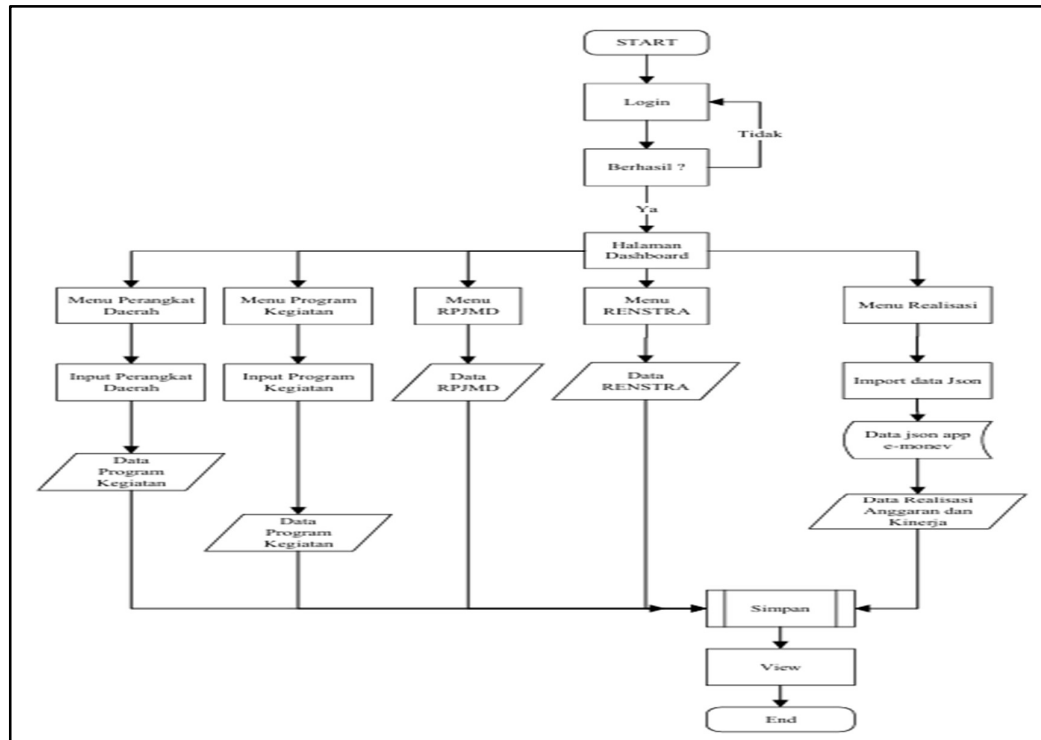 START
Login
Tidak
Berhasil ?
Ya
Halaman
Dashboard
Menu Perangkat
Daerah
Menu Program
Kegiatan
Menu
RPJMD
Menu
RENSTRA
Menu Realisasi
Input Perangkat
Daerah
Input Program
Kegiatan
Data
RPJMD
Data
RENSTRA
Import data Json
Data json app
e-monev
Data
Program
Kegiatan
Data Realisasi
Anggaran dan
Kinerja
Data
Program
Kegiatan
Simpan
View
End